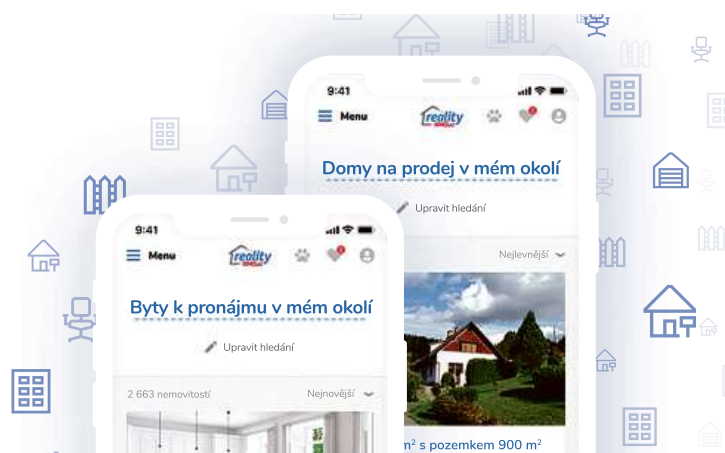 9:41
Menu
reality
Domy na prodej v mém okolí
Upravit hledání
Nejlevnější
m² s pozemkem 900 m²
9:41
Menu
reality
Byty k pronájmu v mém okolí
Upravit hledání
2 663 nemovitostí
Nejnovější